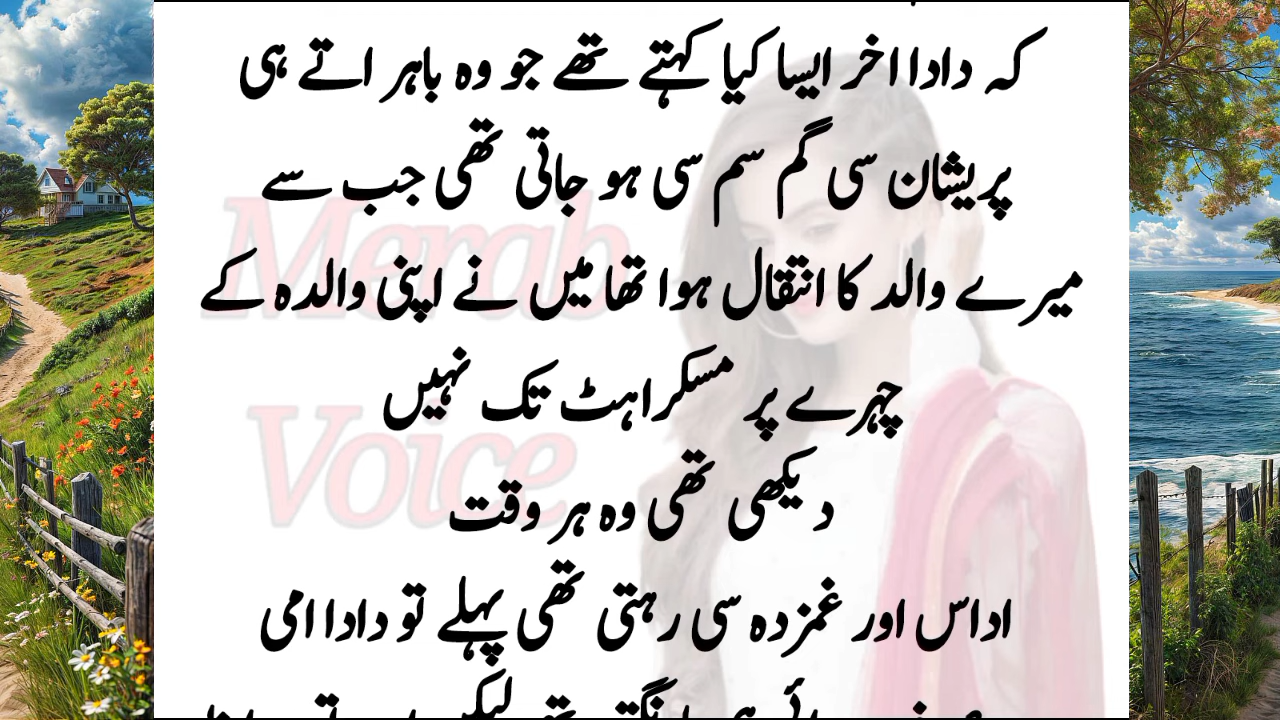 کہ دادا اخر ایسا کیا کہتے تھے جو وہ باہر اتے ہی
پریشان سی گم سم سی ہو جاتی تھی جب سے
میرے والد کا انتقال ہوا تھا میں نے اپنی والدہ کے
چہرے پر مسکراہٹ تک نہیں
دیکھی تھی وہ ہر وقت
اداس اور غمزدہ سی رہتی تھی پہلے تو دادا امی
Merab
Voice